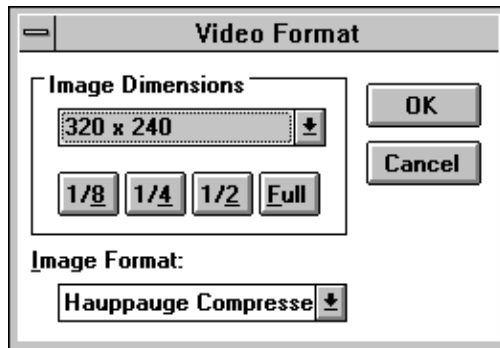 Video Format
Image Dimensions
320 x 240
1/8 1/4 1/2 Full
OK
Cancel
Image Format:
Hauppauge Compresse